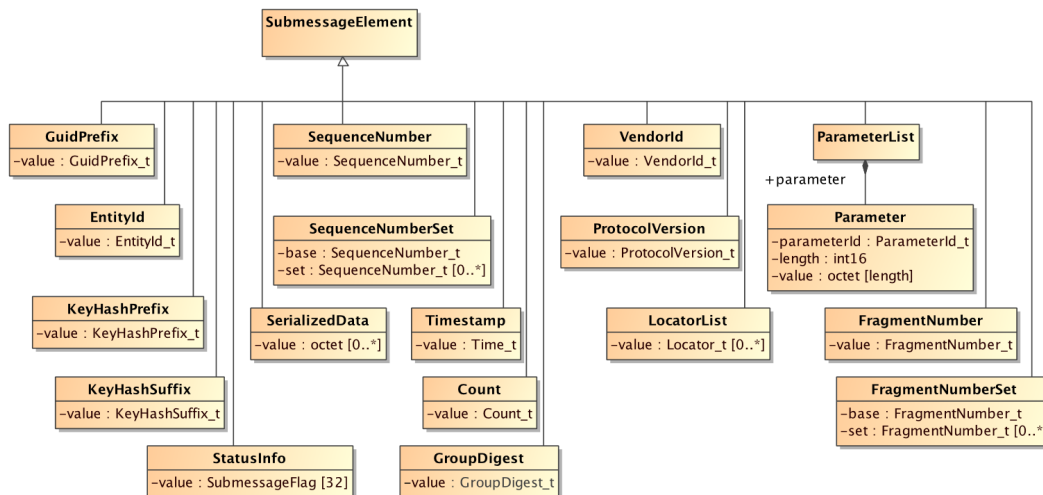 SubmessageElement
GuidPrefix
-value : GuidPrefix_t
SequenceNumber
-value : SequenceNumber_t
VendorId
-value : VendorId_t
ParameterList
+parameter
EntityId
-value : EntityId_t
SequenceNumberSet
-base : SequenceNumber_t
-set : SequenceNumber_t [0..*]
ProtocolVersion
-value : ProtocolVersion_t
Parameter
-parameterId : ParameterId_t
-length : int16
-value : octet [length]
KeyHashPrefix
-value : KeyHashPrefix_t
SerializedData
-value : octet [0..*]
Timestamp
-value : Time_t
LocatorList
-value : Locator_t [0..*]
FragmentNumber
-value : FragmentNumber_t
KeyHashSuffix
-value : KeyHashSuffix_t
Count
-value : Count_t
FragmentNumberSet
-base : FragmentNumber_t
-set : FragmentNumber_t [0..*
StatusInfo
-value : SubmessageFlag [32]
GroupDigest
-value : GroupDigest_t